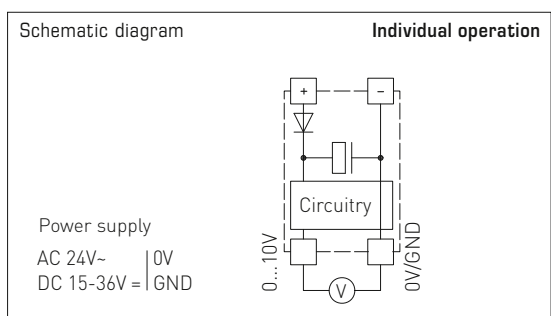 Schematic diagram
Individual operation
+
−
Circuitry
Power supply
AC 24V~ 0V
DC 15-36V = GND
0...10V
0V/GND
V